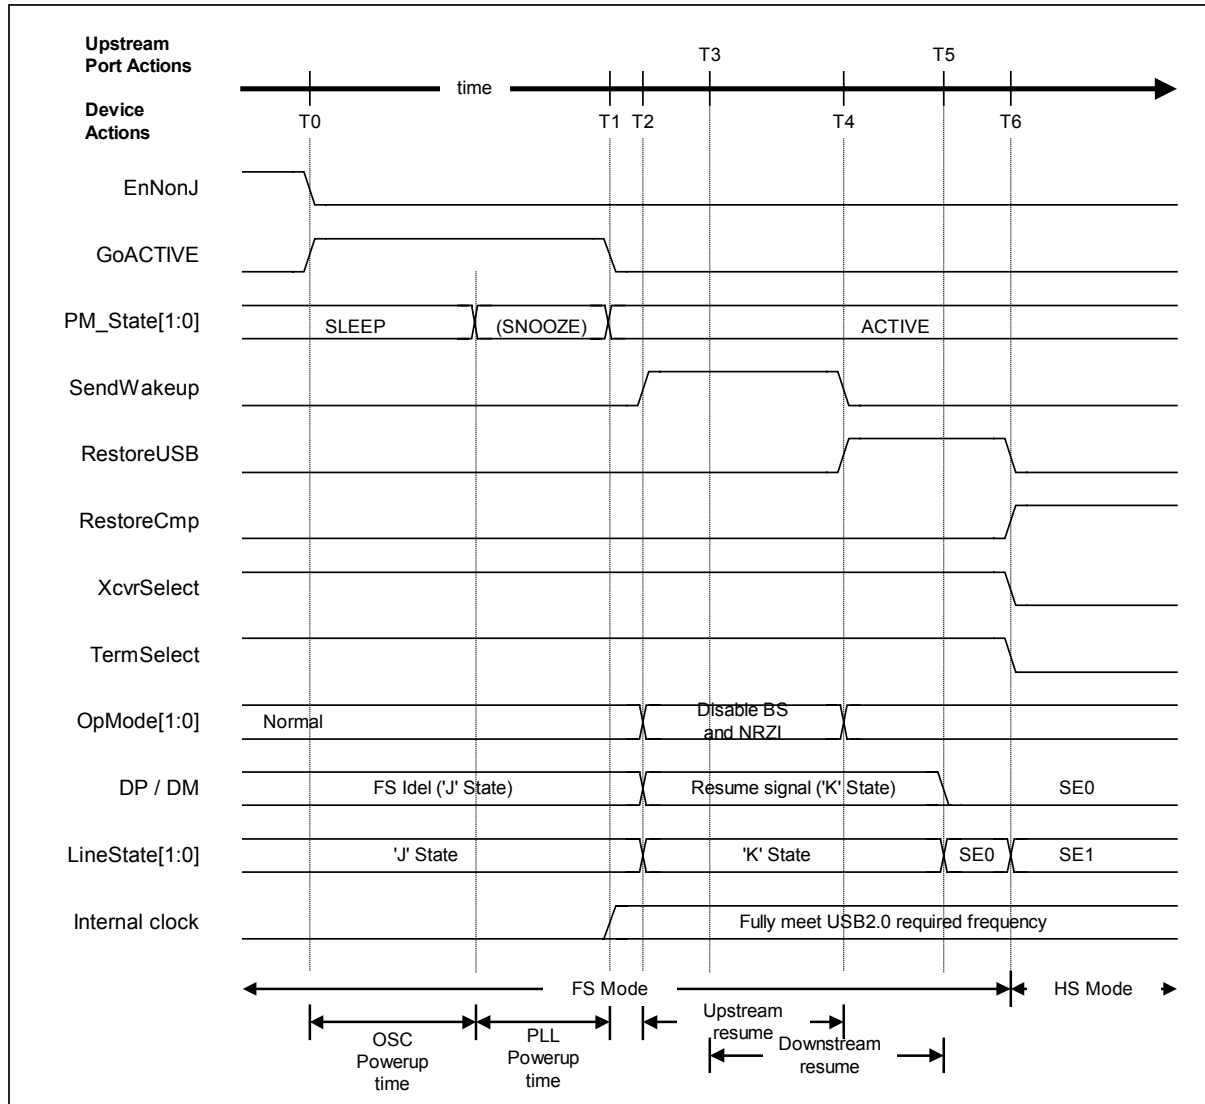 Upstream
Port Actions
T3
T5
time
Device
Actions
T0
T1
T2
T4
T6
EnNonJ
GoACTIVE
PM_State[1:0]
SLEEP
(SNOOZE)
ACTIVE
SendWakeup
RestoreUSB
RestoreCmp
XcvrSelect
TermSelect
OpMode[1:0]
Normal
Disable BS
and NRZI
DP / DM
FS Idel ('J' State)
Resume signal ('K' State)
SE0
LineState[1:0]
'J' State
'K' State
SE0
SE1
Internal clock
Fully meet USB2.0 required frequency
FS Mode
HS Mode
OSC
Powerup
time
PLL
Powerup
time
Upstream
resume
Downstream
resume